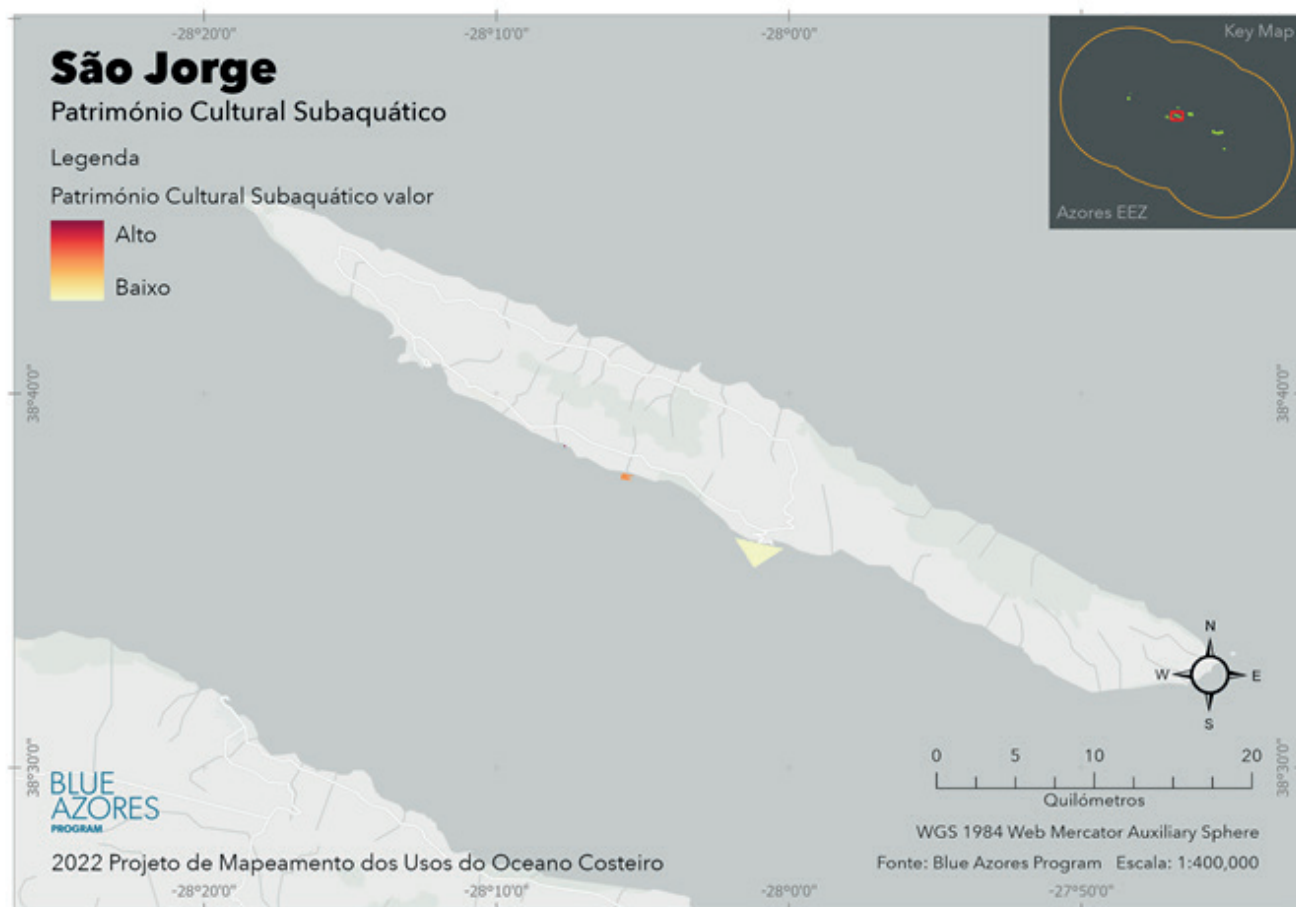 -28°20'0"
-28°10'0"
-28°0'0"
São Jorge
Património Cultural Subaquático
Legenda
Património Cultural Subaquático valor
Alto
Baixo
Key Map
Azores EEZ
38°40'0"
38°40'0"
N
W
E
S
0 5 10 20
Quilómetros
38°30'0"
38°30'0"
BLUE
AZORES
PROGRAM
WGS 1984 Web Mercator Auxiliary Sphere
2022 Projeto de Mapeamento dos Usos do Oceano Costeiro
Fonte: Blue Azores Program Escala: 1:400,000
-28°20'0"
-28°10'0"
-28°0'0"
-27°50'0"